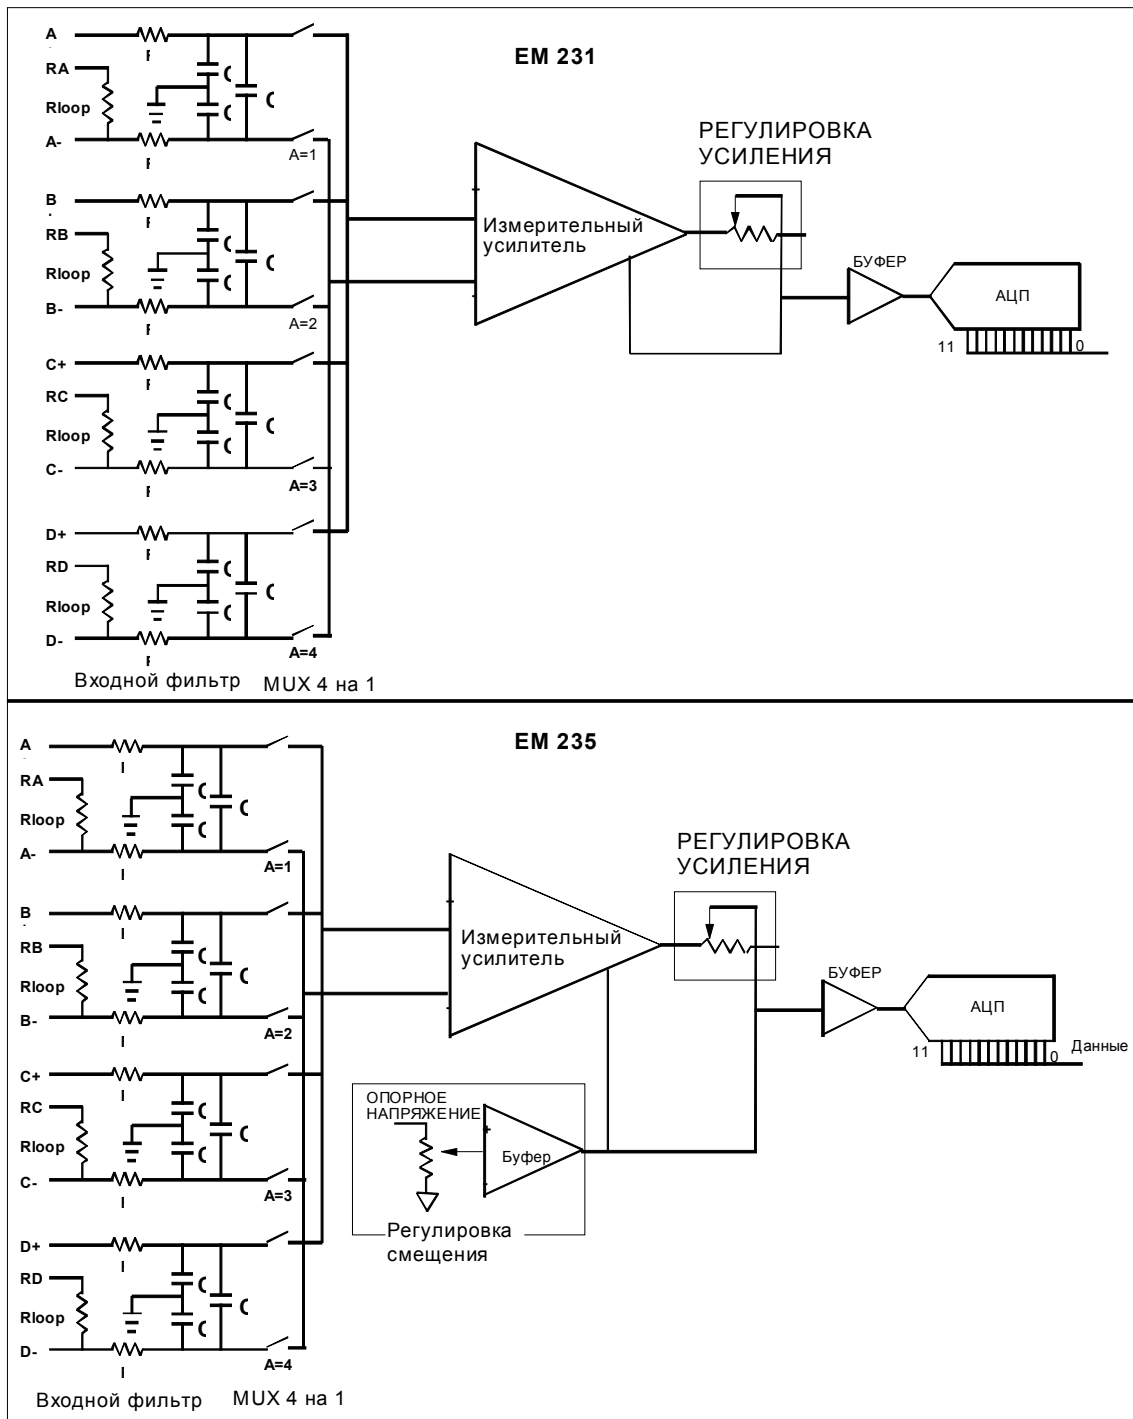 EM 231
A
RA
Rloop
A-
A=1
B
RB
Rloop
B-
A=2
C+
RC
Rloop
C-
A=3
D+
RD
Rloop
D-
A=4
Входной фильтр
MUX 4 на 1
Измерительный
усилитель
РЕГУЛИРОВКА
УСИЛЕНИЯ
БУФЕР
АЦП
11
0
EM 235
A
RA
Rloop
A-
A=1
B
RB
Rloop
B-
A=2
C+
RC
Rloop
C-
A=3
D+
RD
Rloop
D-
A=4
Входной фильтр
MUX 4 на 1
Измерительный
усилитель
РЕГУЛИРОВКА
УСИЛЕНИЯ
БУФЕР
АЦП
11
0
Данные
ОПОРНОЕ
НАПРЯЖЕНИЕ
+
Буфер
Регулировка
смещения